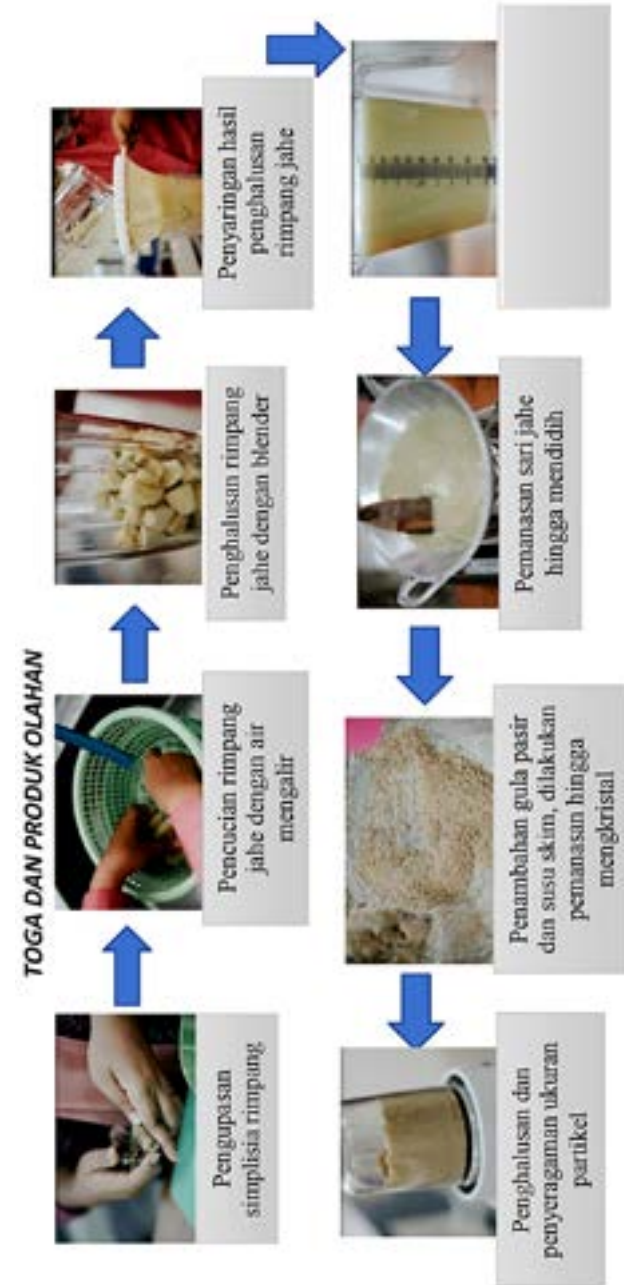 TOGA DAN PRODUK OLAHAN
Pengupasan
simplisia rimpang
Pencucian rimpang
jahe dengan air
mengalir
Penghalusan rimpang
jahe dengan blender
Penyaringan hasil
penghalusan
rimpang jahe
Pemanasan sari jahe
hingga mendidih
Penambahan gula pasir
dan susu skim, dilakukan
pemanasan hingga
mengkristal
Penghalusan dan
penyeragaman ukuran
partikel